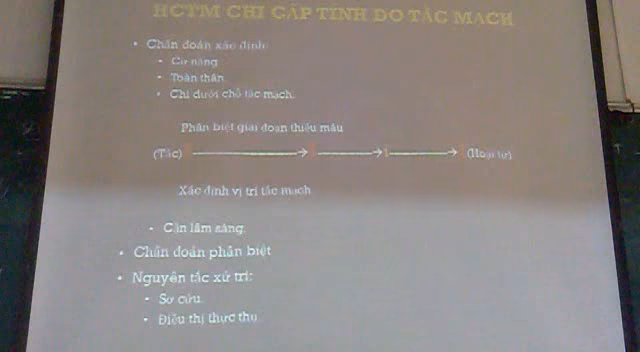 HCTM CHI CẤP TÍNH DO TẮC MẠCH
Chẩn đoán xác định:
Cơ năng
Toàn thân.
Chi dưới chỗ tắc mạch.
Phân biệt giai đoạn thiếu máu
(Tắc) (Hoại tử)
Xác định vị trí tắc mạch
Cận lâm sàng.
Chẩn đoán phân biệt
Nguyên tắc xử trí:
Sơ cứu.
Điều thị thực thụ